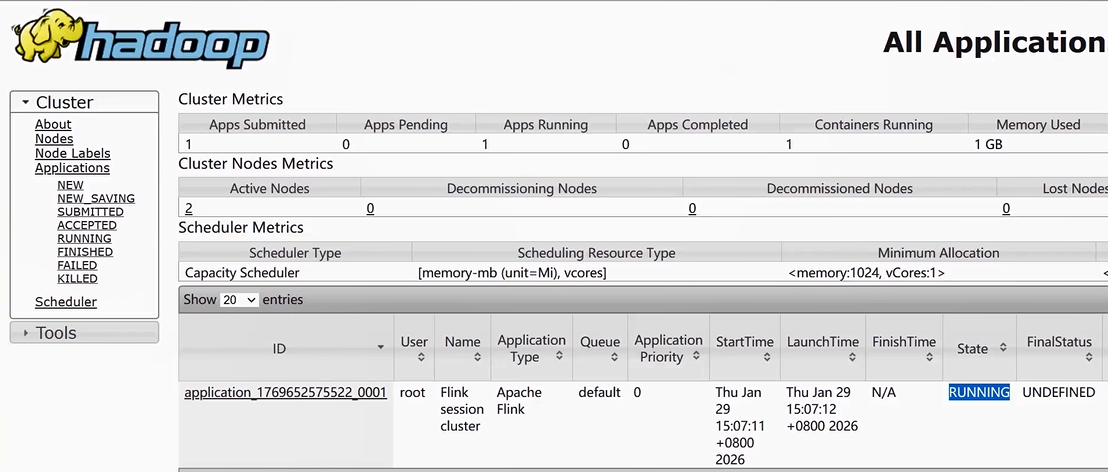 hadoop
All Application
Cluster
About
Nodes
Node Labels
Applications
NEW
NEW_SAVING
SUBMITTED
ACCEPTED
RUNNING
FINISHED
FAILED
KILLED
Scheduler
Tools
Cluster Metrics
Apps Submitted Apps Pending Apps Running Apps Completed Containers Running Memory Used
1 0 1 0 1 1 GB
Cluster Nodes Metrics
Active Nodes Decommissioning Nodes Decommissioned Nodes Lost Nodes
2 0 0 0
Scheduler Metrics
Scheduler Type Scheduling Resource Type Minimum Allocation
Capacity Scheduler [memory-mb (unit=Mi), vcores] <memory:1024, vCores:1> <
Show 20 entries
ID User Name Application Type Queue Application Priority StartTime LaunchTime FinishTime State FinalStatus
application_1769652575522_0001 root Flink session cluster Apache Flink default 0 Thu Jan 29 15:07:11 +0800 2026 Thu Jan 29 15:07:12 +0800 2026 N/A RUNNING UNDEFINED